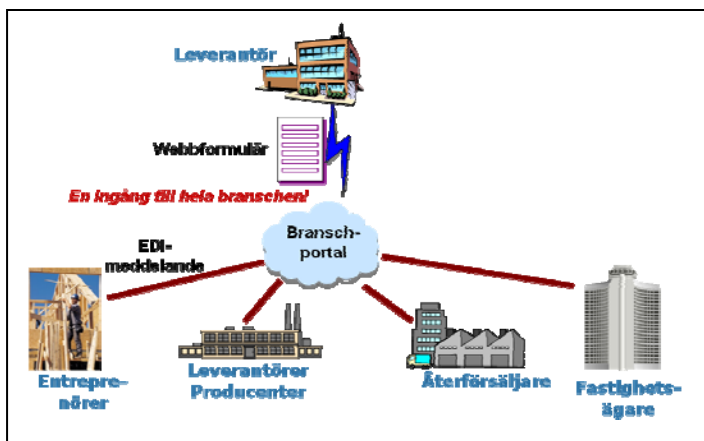 Leverantör
Webbformulär
En ingång till hela branschen!
Bransch-
portal
EDI-
meddelande
Entrepre-
nörer
Leverantörer
Producenter
Återförsäljare
Fastighets-
ägare